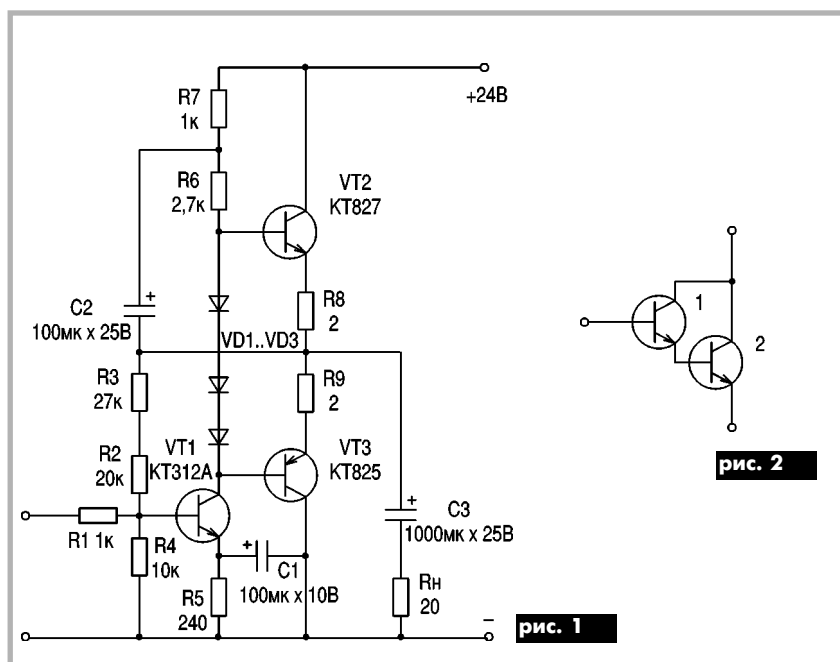 +24В
R7
1к
R6
2,7к
VT2
КТ827
C2
100мк x 25В
R8
2
VD1..VD3
R3
27к
R9
2
R2
20к
VT1
КТ312А
VT3
КТ825
R1 1к
R4
10к
C1
100мк x 10В
R5
240
C3
1000мк x 25В
Rн
20
–
рис. 1
1
2
рис. 2
+
+
+